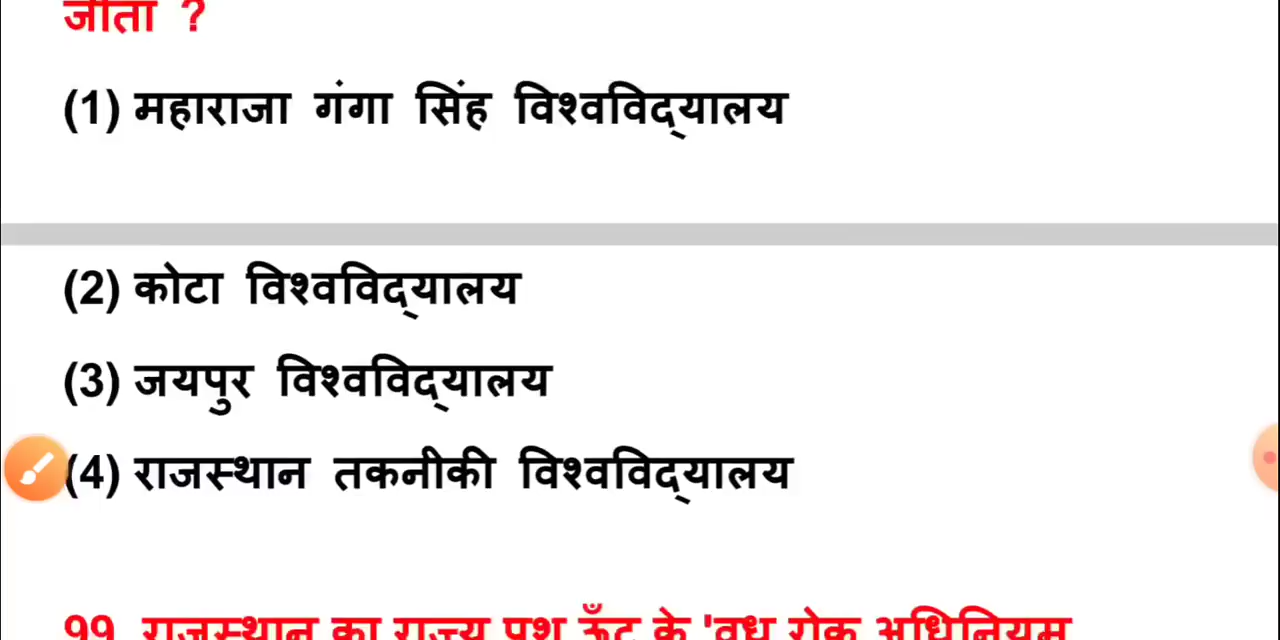 जीता ?
(1) महाराजा गंगा सिंह विश्वविद्यालय
(2) कोटा विश्वविद्यालय
(3) जयपुर विश्वविद्यालय
(4) राजस्थान तकनीकी विश्वविद्यालय
99 राजस्थान का राज्य पशु ऊँट के 'वध रोक अधिनियम